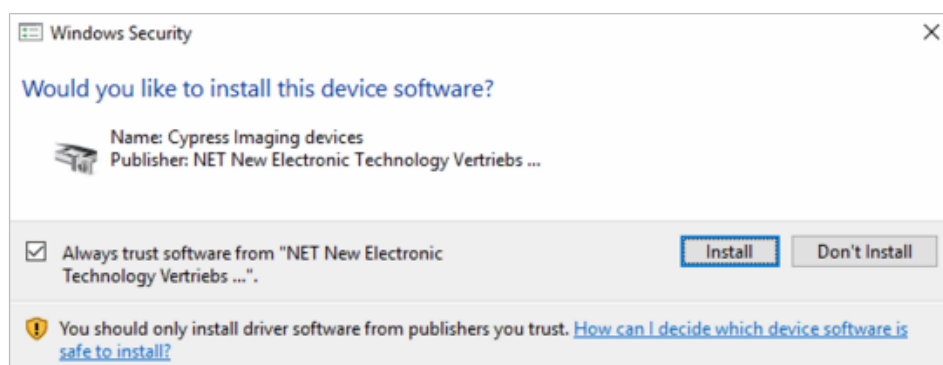 Windows Security
Would you like to install this device software?
Name: Cypress Imaging devices
Publisher: NET New Electronic Technology Vertriebs ...
Always trust software from "NET New Electronic
Technology Vertriebs ...".
Install
Don't Install
You should only install driver software from publishers you trust. How can I decide which device software is
safe to install?